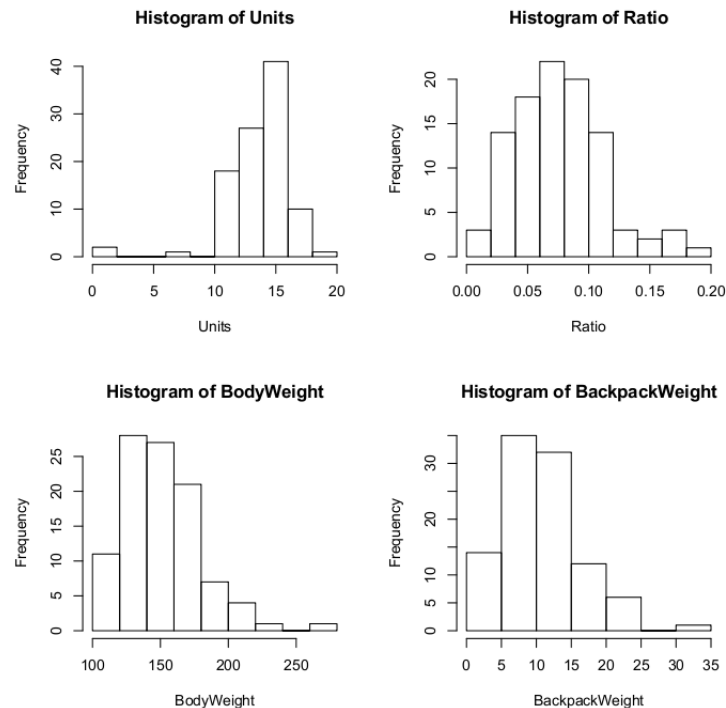 Histogram of Units
Frequency
0 10 20 30 40
0 5 10 15 20
Units
Histogram of Ratio
Frequency
0 5 10 15 20
0.00 0.05 0.10 0.15 0.20
Ratio
Histogram of BodyWeight
Frequency
0 5 10 15 20 25
100 150 200 250
BodyWeight
Histogram of BackpackWeight
Frequency
0 5 10 20 30
0 5 10 15 20 25 30 35
BackpackWeight